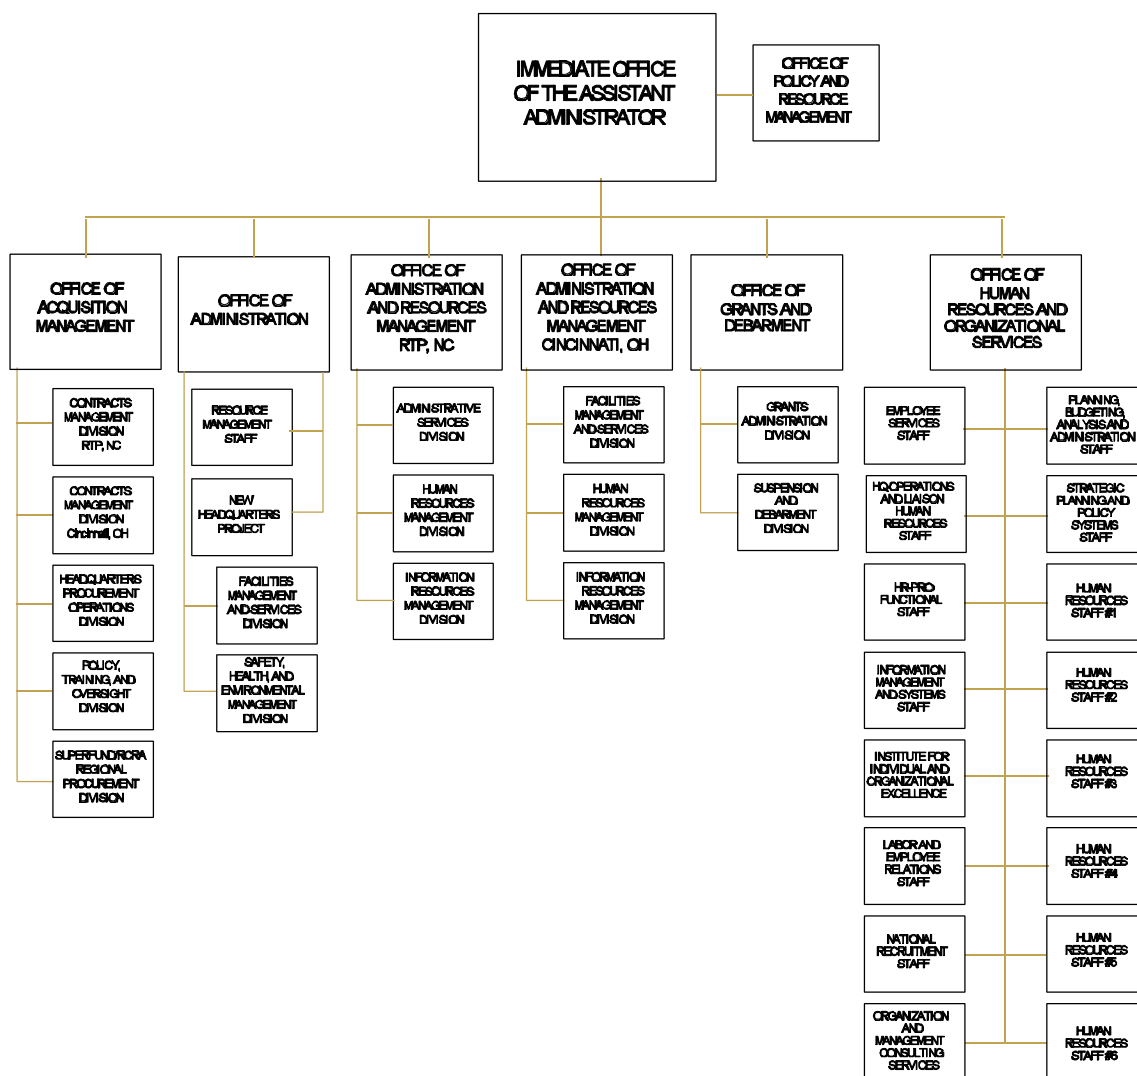 IMMEDIATE OFFICE
OF THE ASSISTANT
ADMINISTRATOR
OFFICE OF
POLICY AND
RESOURCE
MANAGEMENT
OFFICE OF
ACQUISITION
MANAGEMENT
OFFICE OF
ADMINISTRATION
OFFICE OF
ADMINISTRATION
AND RESOURCES
MANAGEMENT
RTP, NC
OFFICE OF
ADMINISTRATION
AND RESOURCES
MANAGEMENT
CINCINNATI, OH
OFFICE OF
GRANTS AND
DEBARMENT
OFFICE OF
HUMAN
RESOURCES AND
ORGANIZATIONAL
SERVICES
CONTRACTS
MANAGEMENT
DIVISION
RTP, NC
CONTRACTS
MANAGEMENT
DIVISION
Cincinnati, OH
HEADQUARTERS
PROCUREMENT
OPERATIONS
DIVISION
POLICY,
TRAINING, AND
OVERSIGHT
DIVISION
SUPERFUND/RCRA
REGIONAL
PROCUREMENT
DIVISION
RESOURCE
MANAGEMENT
STAFF
NEW
HEADQUARTERS
PROJECT
FACILITIES
MANAGEMENT
AND SERVICES
DIVISION
SAFETY,
HEALTH, AND
ENVIRONMENTAL
MANAGEMENT
DIVISION
ADMINISTRATIVE
SERVICES
DIVISION
HUMAN
RESOURCES
MANAGEMENT
DIVISION
INFORMATION
RESOURCES
MANAGEMENT
DIVISION
FACILITIES
MANAGEMENT
AND SERVICES
DIVISION
HUMAN
RESOURCES
MANAGEMENT
DIVISION
INFORMATION
RESOURCES
MANAGEMENT
DIVISION
GRANTS
ADMINISTRATION
DIVISION
SUSPENSION
AND
DEBARMENT
DIVISION
EMPLOYEE
SERVICES
STAFF
HQ OPERATIONS
AND LIAISON
HUMAN
RESOURCES
STAFF
HR-PRO
FUNCTIONAL
STAFF
INFORMATION
MANAGEMENT
AND SYSTEMS
STAFF
INSTITUTE FOR
INDIVIDUAL AND
ORGANIZATIONAL
EXCELLENCE
LABOR AND
EMPLOYEE
RELATIONS
STAFF
NATIONAL
RECRUITMENT
STAFF
ORGANIZATION
AND
MANAGEMENT
CONSULTING
SERVICES
PLANNING,
BUDGETING,
ANALYSIS AND
ADMINISTRATION
STAFF
STRATEGIC
PLANNING AND
POLICY
SYSTEMS
STAFF
HUMAN
RESOURCES
STAFF #1
HUMAN
RESOURCES
STAFF #2
HUMAN
RESOURCES
STAFF #3
HUMAN
RESOURCES
STAFF #4
HUMAN
RESOURCES
STAFF #5
HUMAN
RESOURCES
STAFF #6